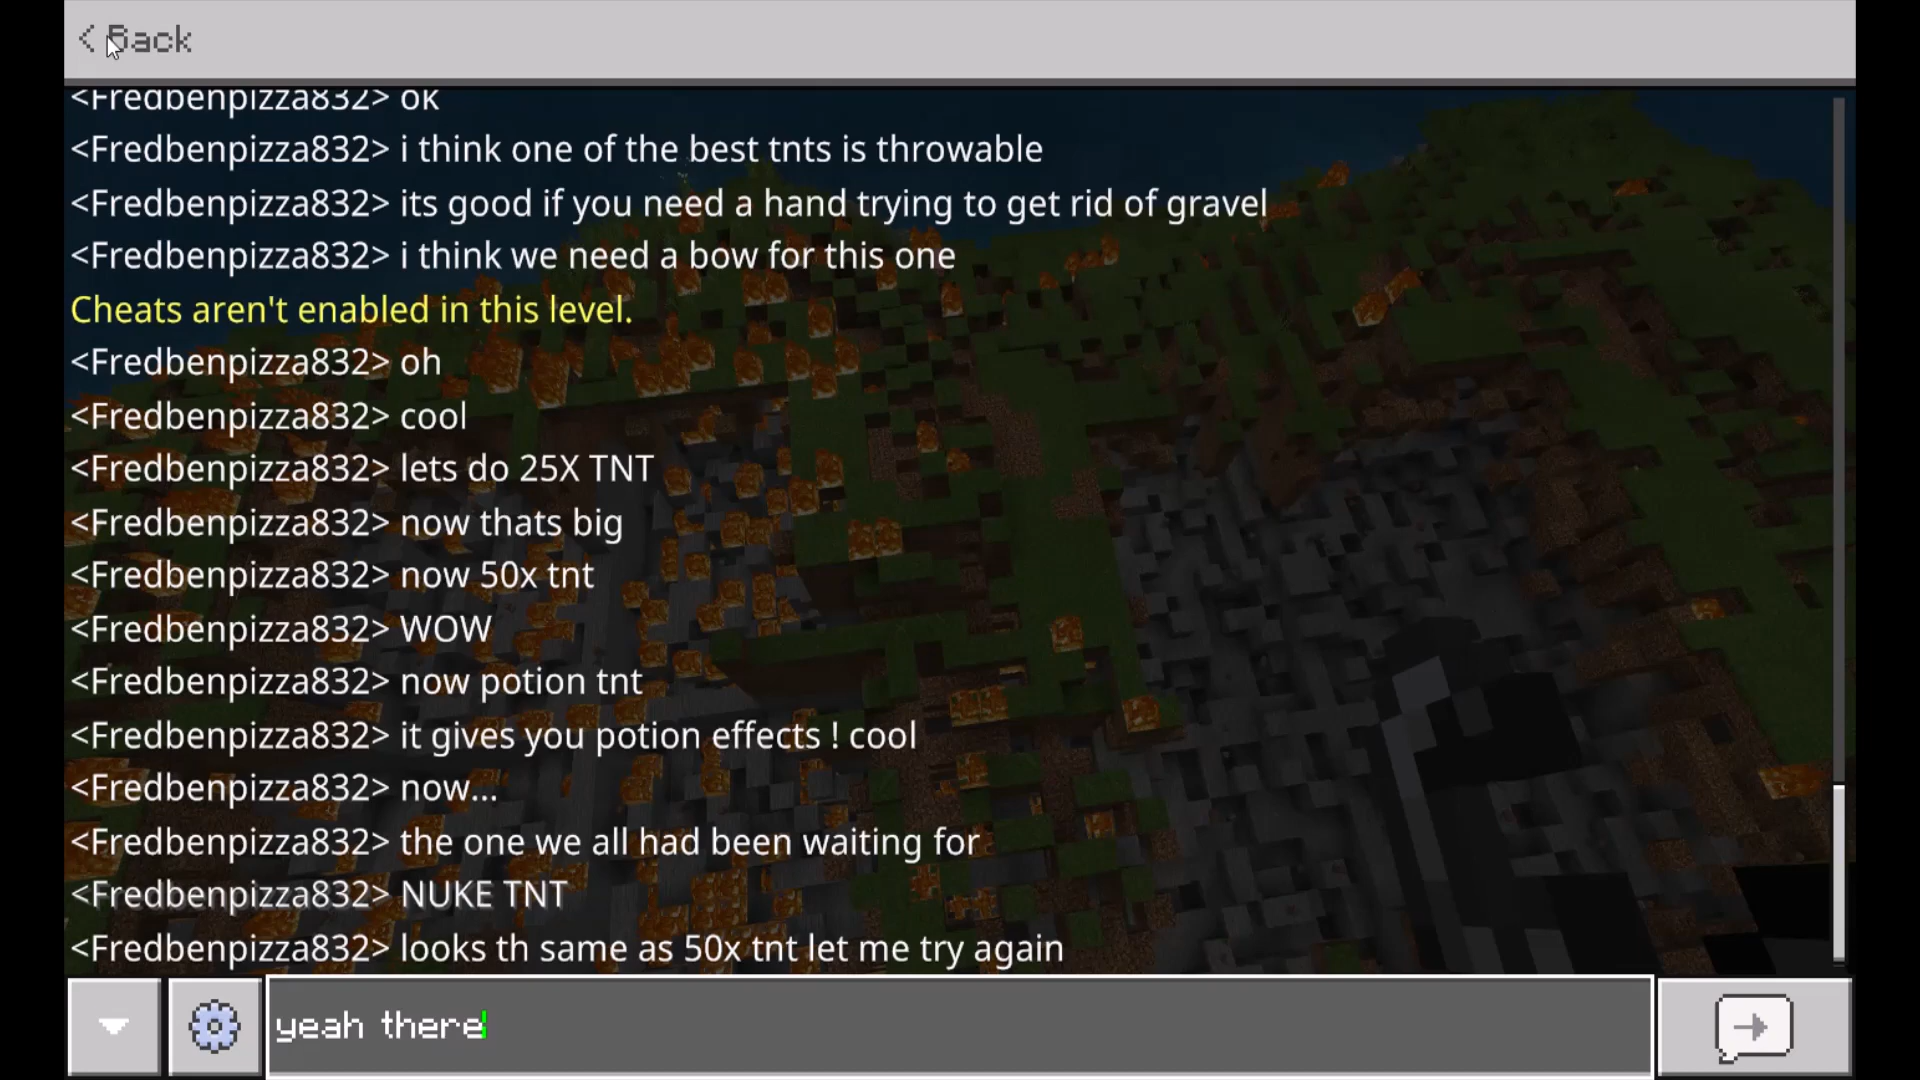 < Back
<Fredbenpizza832> ok
<Fredbenpizza832> i think one of the best tnts is throwable
<Fredbenpizza832> its good if you need a hand trying to get rid of gravel
<Fredbenpizza832> i think we need a bow for this one
Cheats aren't enabled in this level.
<Fredbenpizza832> oh
<Fredbenpizza832> cool
<Fredbenpizza832> lets do 25X TNT
<Fredbenpizza832> now thats big
<Fredbenpizza832> now 50x tnt
<Fredbenpizza832> WOW
<Fredbenpizza832> now potion tnt
<Fredbenpizza832> it gives you potion effects ! cool
<Fredbenpizza832> now...
<Fredbenpizza832> the one we all had been waiting for
<Fredbenpizza832> NUKE TNT
<Fredbenpizza832> looks th same as 50x tnt let me try again
yeah there